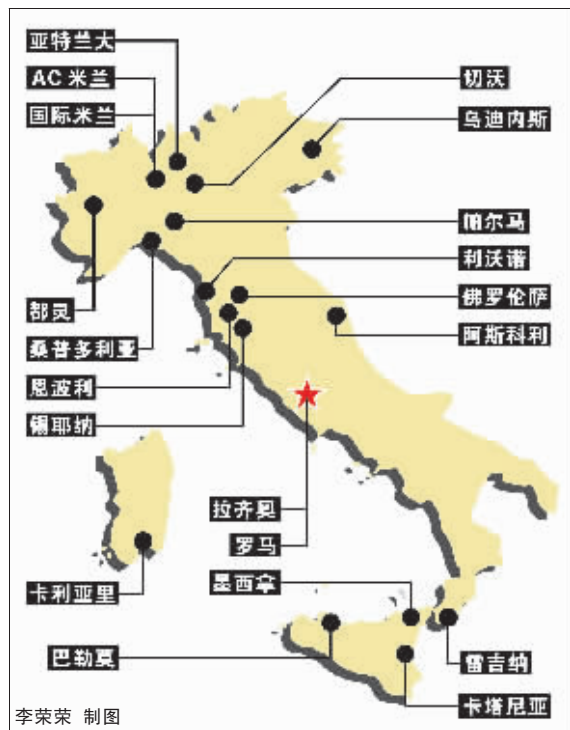 亚特兰大
AC米兰
国际米兰
切沃
乌迪内斯
帕尔马
利沃诺
佛罗伦萨
阿斯科利
都灵
桑普多利亚
恩波利
锡耶纳
拉齐奥
罗马
卡利亚里
墨西拿
巴勒莫
雷吉纳
卡塔尼亚
李荣荣 制图